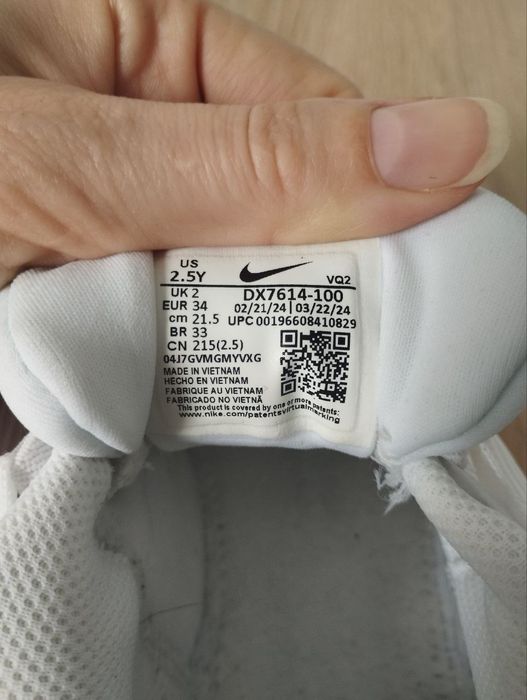 US
2.5Y
VQ2
UK 2
DX7614-100
EUR 34
02/21/24 | 03/22/24
cm 21.5
UPC 00196608410829
BR 33
CN 215(2.5)
04J7GVMGMYVXG
MADE IN VIETNAM
HECHO EN VIETNAM
FABRIQUE AU VIETNAM
FABRICADO NO VIETNÃ
This product is covered by one of more patents:
www.nike.com/patentsvirtualmarking